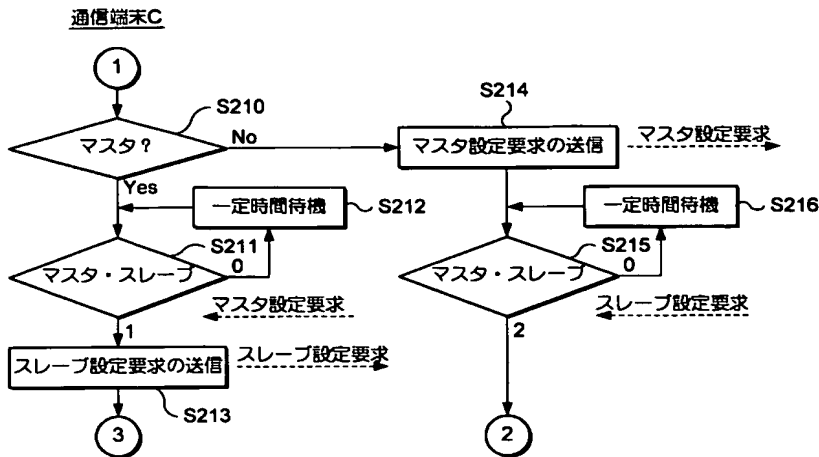 通信端末C
1
S210
マスタ?
No
Yes
S214
マスタ設定要求の送信
マスタ設定要求
一定時間待機
S212
一定時間待機
S216
S211
マスタ・スレーブ
0
S215
マスタ・スレーブ
0
マスタ設定要求
スレーブ設定要求
1
2
スレーブ設定要求の送信
スレーブ設定要求
S213
3
2